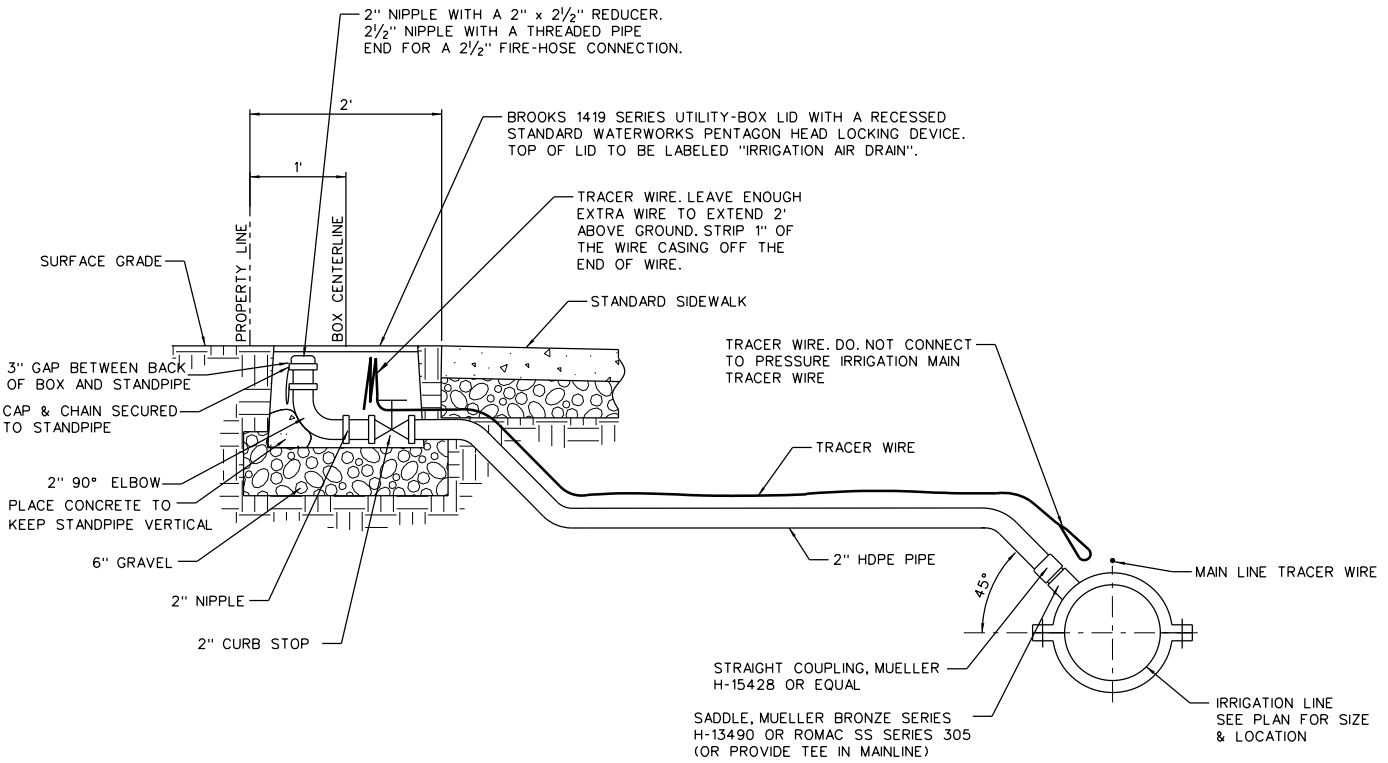 2" NIPPLE WITH A 2" x 2½" REDUCER.
2½" NIPPLE WITH A THREADED PIPE
END FOR A 2½" FIRE-HOSE CONNECTION.
2'
BROOKS 1419 SERIES UTILITY-BOX LID WITH A RECESSED
STANDARD WATERWORKS PENTAGON HEAD LOCKING DEVICE.
TOP OF LID TO BE LABELED "IRRIGATION AIR DRAIN".
1'
TRACER WIRE. LEAVE ENOUGH
EXTRA WIRE TO EXTEND 2'
ABOVE GROUND. STRIP 1" OF
THE WIRE CASING OFF THE
END OF WIRE.
PROPERTY LINE
BOX CENTERLINE
SURFACE GRADE
STANDARD SIDEWALK
TRACER WIRE. DO. NOT CONNECT
TO PRESSURE IRRIGATION MAIN
TRACER WIRE
3" GAP BETWEEN BACK
OF BOX AND STANDPIPE
CAP & CHAIN SECURED
TO STANDPIPE
TRACER WIRE
2" 90° ELBOW
PLACE CONCRETE TO
KEEP STANDPIPE VERTICAL
6" GRAVEL
2" HDPE PIPE
MAIN LINE TRACER WIRE
45°
2" NIPPLE
2" CURB STOP
STRAIGHT COUPLING, MUELLER
H-15428 OR EQUAL
SADDLE, MUELLER BRONZE SERIES
H-13490 OR ROMAC SS SERIES 305
(OR PROVIDE TEE IN MAINLINE)
IRRIGATION LINE
SEE PLAN FOR SIZE
& LOCATION